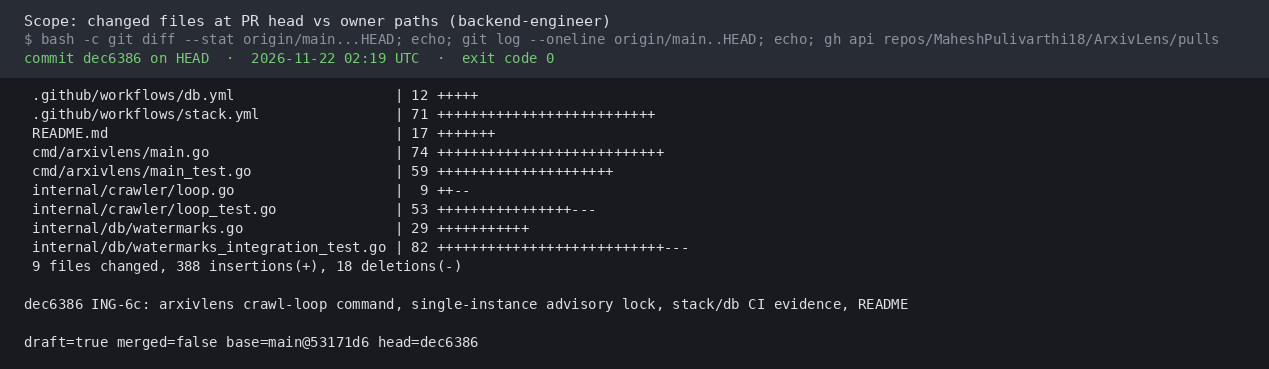 Scope: changed files at PR head vs owner paths (backend-engineer)
$ bash -c git diff --stat origin/main...HEAD; echo; git log --oneline origin/main..HEAD; echo; gh api repos/MaheshPulivarthi18/ArxivLens/pulls
commit dec6386 on HEAD  ·  2026-11-22 02:19 UTC  ·  exit code 0
 .github/workflows/db.yml                   | 12 +++++
 .github/workflows/stack.yml                | 71 ++++++++++++++++++++++++++
 README.md                                  | 17 +++++++
 cmd/arxivlens/main.go                      | 74 +++++++++++++++++++++++++++
 cmd/arxivlens/main_test.go                 | 59 +++++++++++++++++++++
 internal/crawler/loop.go                   |  9 ++--
 internal/crawler/loop_test.go              | 53 ++++++++++++++++---
 internal/db/watermarks.go                  | 29 +++++++++++
 internal/db/watermarks_integration_test.go | 82 +++++++++++++++++++++++++++---
 9 files changed, 388 insertions(+), 18 deletions(-)
dec6386 ING-6c: arxivlens crawl-loop command, single-instance advisory lock, stack/db CI evidence, README
draft=true merged=false base=main@53171d6 head=dec6386